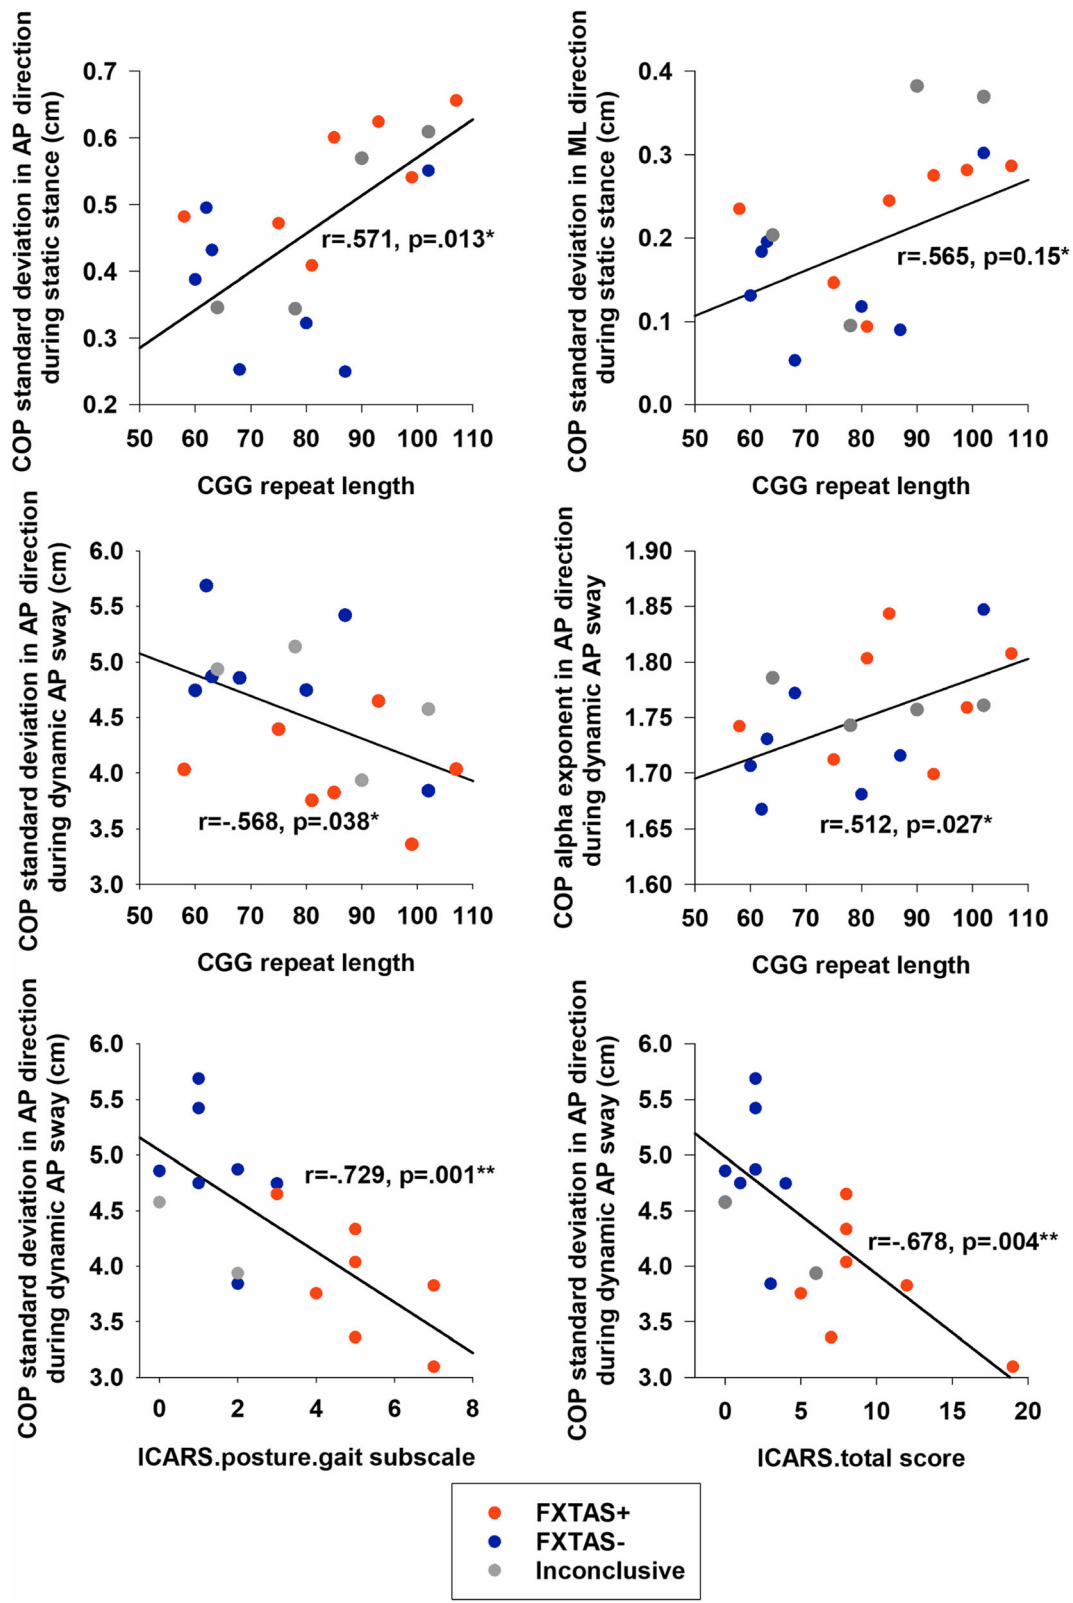 COP standard deviation in AP direction
during static stance (cm)
0.7
0.6
0.5
0.4
0.3
0.2
r=.571, p=.013*
50 60 70 80 90 100 110
CGG repeat length
COP standard deviation in ML direction
during static stance (cm)
0.4
0.3
0.2
0.1
0.0
r=.565, p=0.15*
50 60 70 80 90 100 110
CGG repeat length
COP standard deviation in AP direction
during dynamic AP sway (cm)
6.0
5.5
5.0
4.5
4.0
3.5
3.0
r=-.568, p=.038*
50 60 70 80 90 100 110
CGG repeat length
COP alpha exponent in AP direction
during dynamic AP sway
1.90
1.85
1.80
1.75
1.70
1.65
1.60
r=.512, p=.027*
50 60 70 80 90 100 110
CGG repeat length
COP standard deviation in AP direction
during dynamic AP sway (cm)
6.0
5.5
5.0
4.5
4.0
3.5
3.0
r=-.729, p=.001**
0 2 4 6 8
ICARS.posture.gait subscale
COP standard deviation in AP direction
during dynamic AP sway (cm)
6.0
5.5
5.0
4.5
4.0
3.5
3.0
r=-.678, p=.004**
0 5 10 15 20
ICARS.total score
FXTAS+
FXTAS-
Inconclusive